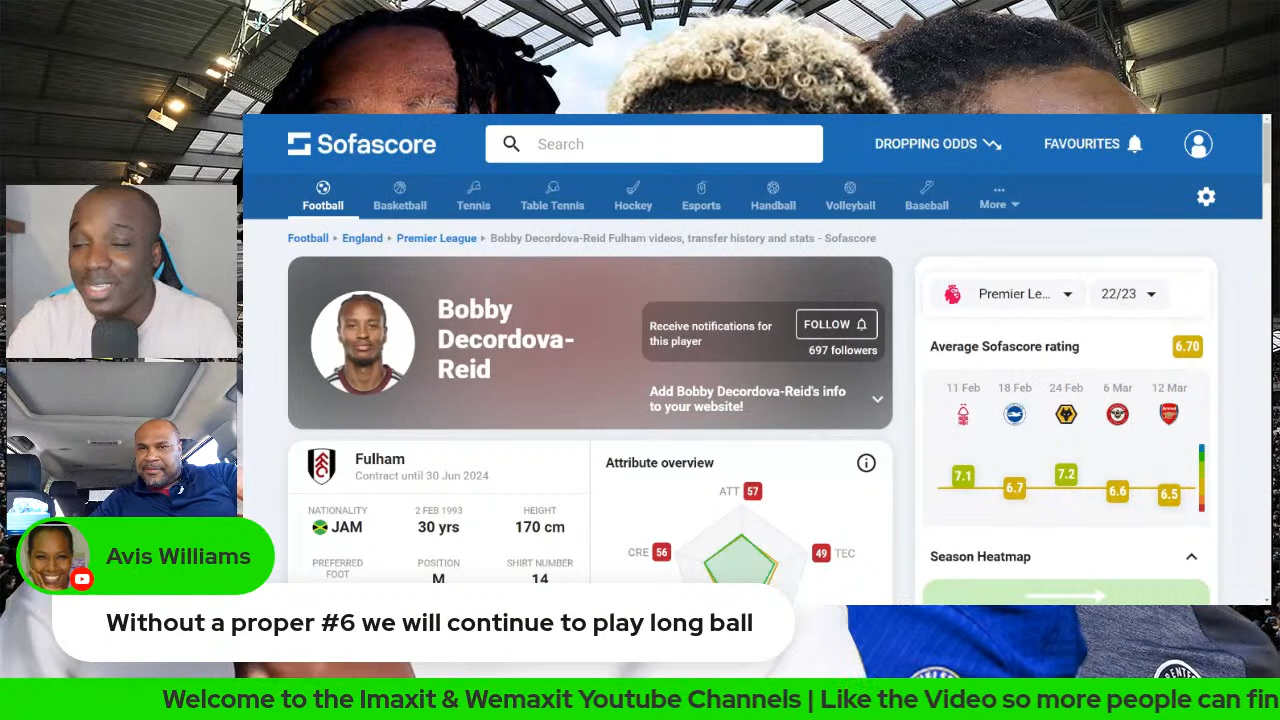 Sofascore
Search
DROPPING ODDS
FAVOURITES
Football
Basketball
Tennis
Table Tennis
Hockey
Esports
Handball
Volleyball
Baseball
More
Football
England
Premier League
Bobby Decordova-Reid Fulham videos, transfer history and stats - Sofascore
Bobby
Decordova-
Reid
Receive notifications for
this player
FOLLOW
697 followers
Add Bobby Decordova-Reid's info
to your website!
Premier Le...
22/23
Average Sofascore rating
6.70
11 Feb
18 Feb
24 Feb
6 Mar
12 Mar
7.1
6.7
7.2
6.6
6.5
Fulham
Contract until 30 Jun 2024
NATIONALITY
JAM
2 FEB 1993
30 yrs
HEIGHT
170 cm
PREFERRED
FOOT
POSITION
M
SHIRT NUMBER
14
Attribute overview
ATT 57
CRE 56
49 TEC
Season Heatmap
Avis Williams
Without a proper #6 we will continue to play long ball
Welcome to the Imaxit & Wemaxit Youtube Channels | Like the Video so more people can fin